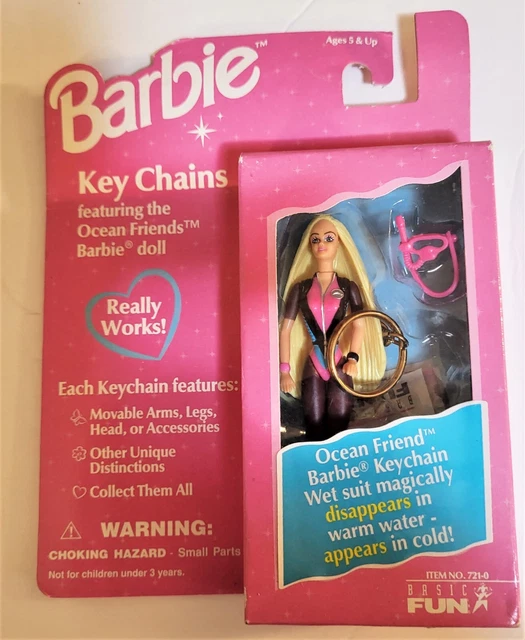 Barbie™
Ages 5 & Up
Key Chains
featuring the
Ocean Friends™
Barbie® doll
Really
Works!
Each Keychain features:
Movable Arms, Legs,
Head, or Accessories
Other Unique
Distinctions
Collect Them All
WARNING:
CHOKING HAZARD - Small Parts
Not for children under 3 years.
Ocean Friend™
Barbie® Keychain
Wet suit magically
disappears in
warm water -
appears in cold!
ITEM NO. 721-0
BASIC
FUN